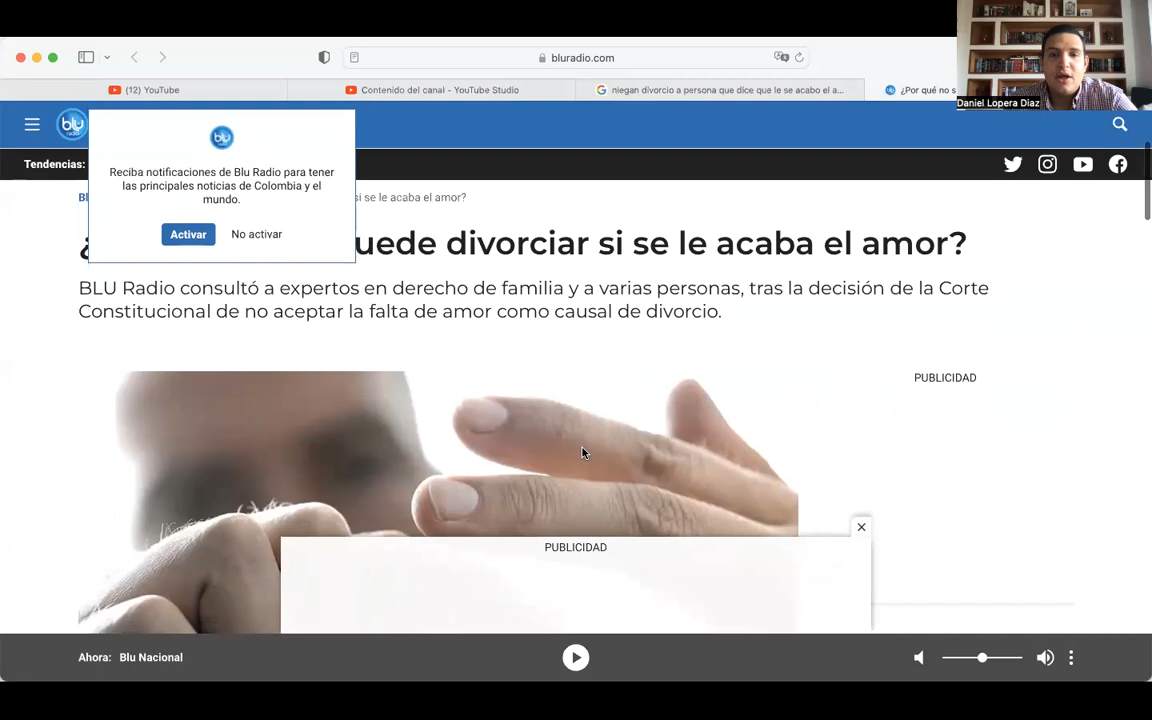 bluradio.com
(12) YouTube
Contenido del canal - YouTube Studio
niegan divorcio a persona que dice que le se acabo el a...
¿Por qué no s
Daniel Lopera Diaz
blu
Tendencias:
blu
Reciba notificaciones de Blu Radio para tener
las principales noticias de Colombia y el
mundo.
Activar
No activar
Bl
si se le acaba el amor?
uede divorciar si se le acaba el amor?
BLU Radio consultó a expertos en derecho de familia y a varias personas, tras la decisión de la Corte
Constitucional de no aceptar la falta de amor como causal de divorcio.
PUBLICIDAD
PUBLICIDAD
Ahora: Blu Nacional